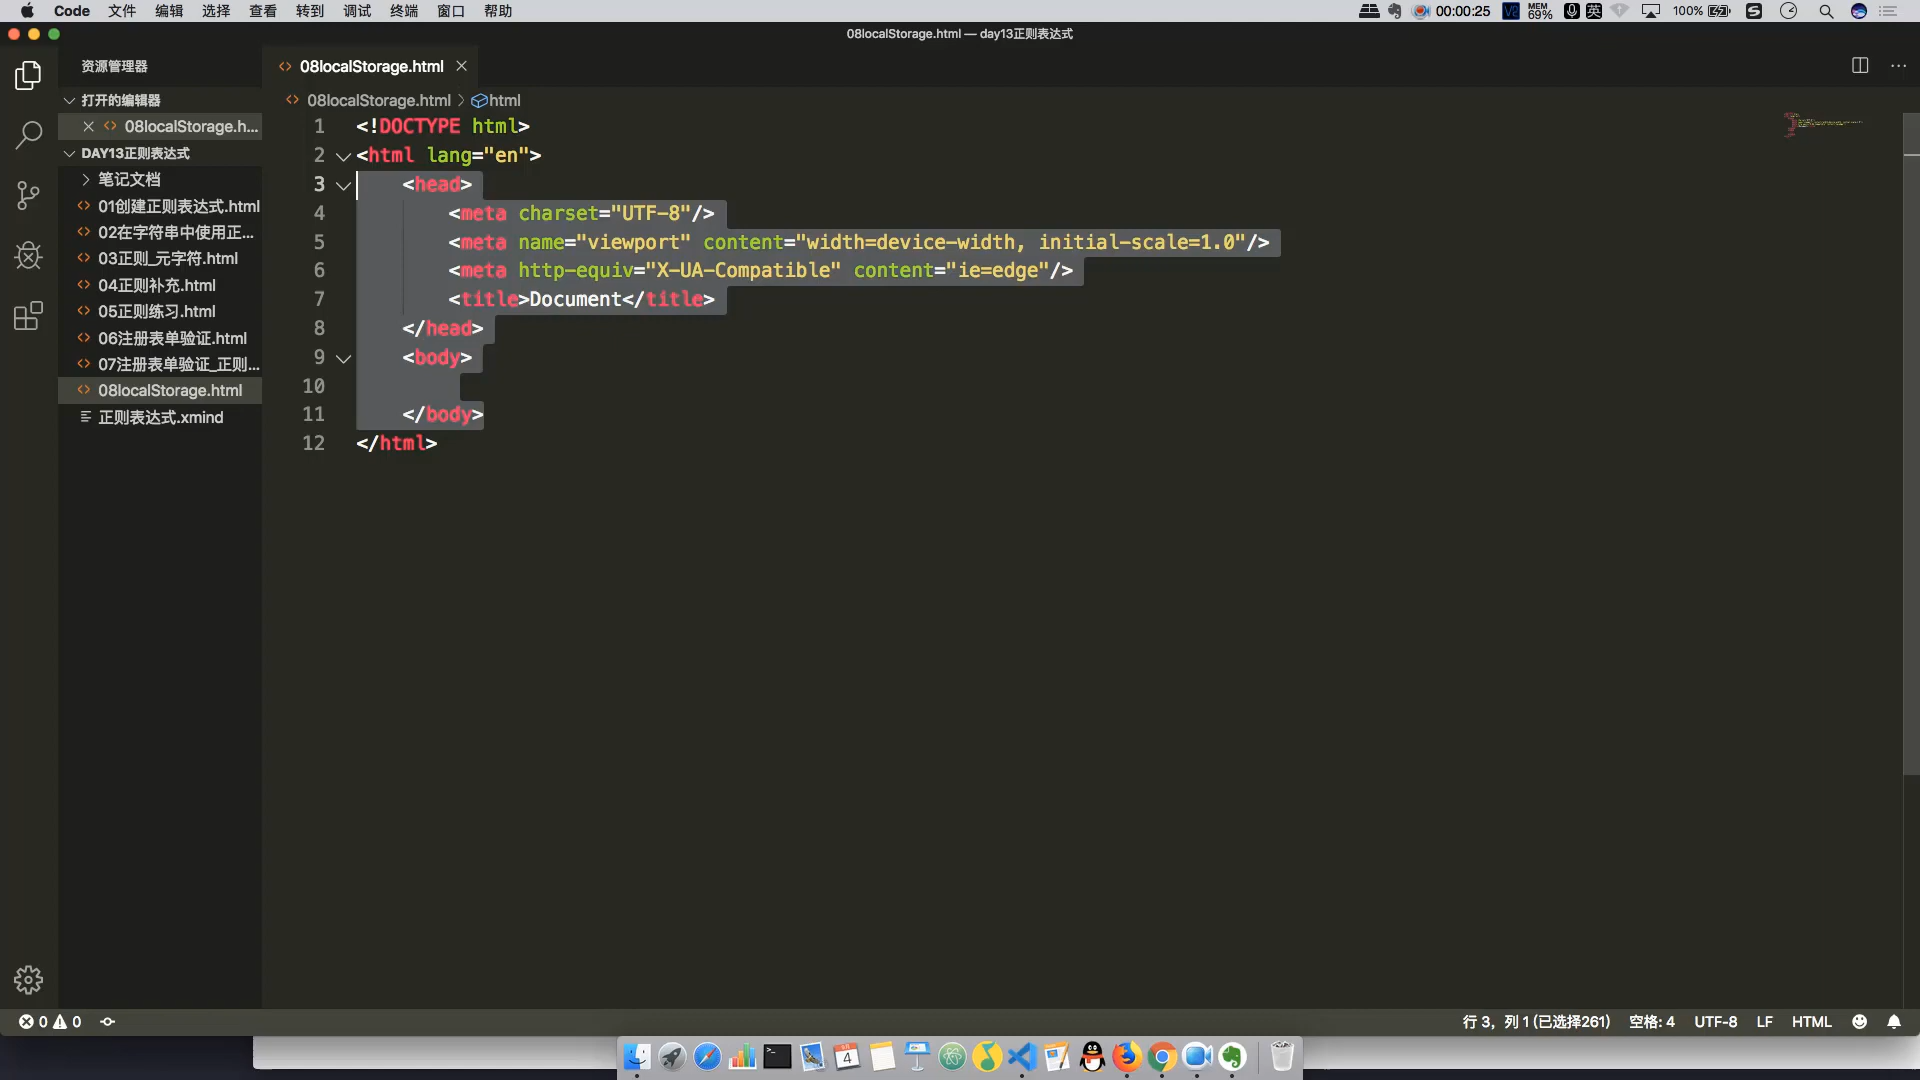 Code 文件 编辑 选择 查看 转到 调试 终端 窗口 帮助 00:00:25 MEM 69% 英 100%
08localStorage.html — day13正则表达式
资源管理器
08localStorage.html
打开的编辑器
08localStorage.html > html
08localStorage.h...
DAY13正则表达式
笔记文档
01创建正则表达式.html
02在字符串中使用正...
03正则_元字符.html
04正则补充.html
05正则练习.html
06注册表单验证.html
07注册表单验证_正则...
08localStorage.html
正则表达式.xmind
1 <!DOCTYPE html>
2 <html lang="en">
3 <head>
4 <meta charset="UTF-8"/>
5 <meta name="viewport" content="width=device-width, initial-scale=1.0"/>
6 <meta http-equiv="X-UA-Compatible" content="ie=edge"/>
7 <title>Document</title>
8 </head>
9 <body>
10
11 </body>
12 </html>
0 0
行 3，列 1 (已选择261) 空格: 4 UTF-8 LF HTML
4